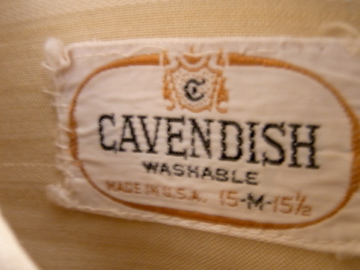 C
CAVENDISH
WASHABLE
MADE IN U.S.A. 15-M-15½